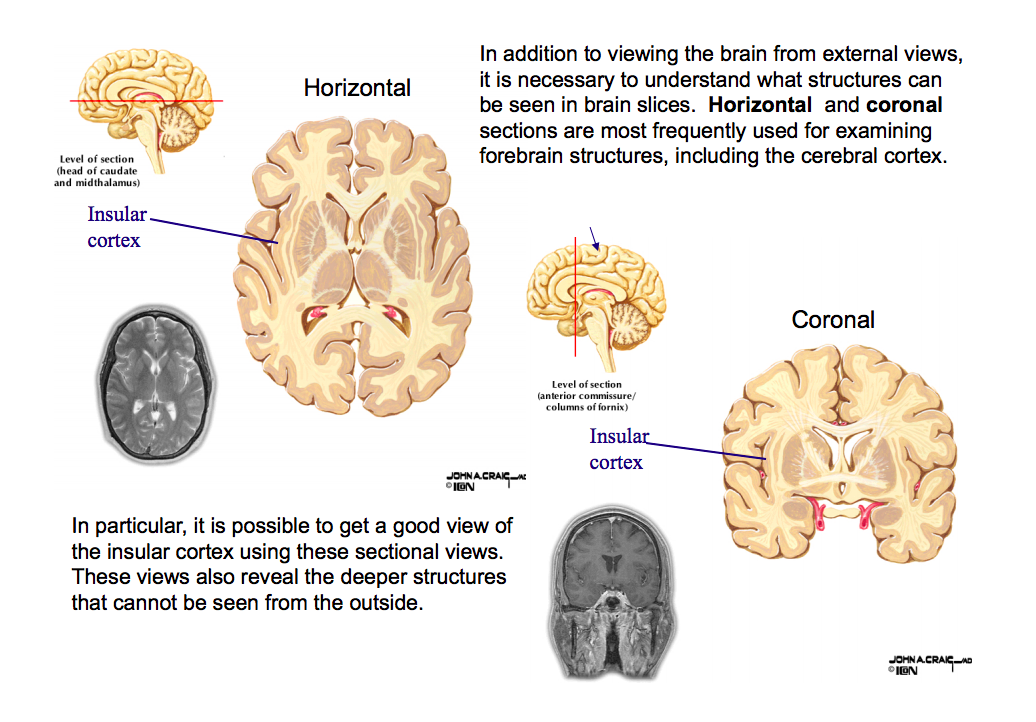 In addition to viewing the brain from external views,
it is necessary to understand what structures can
be seen in brain slices. Horizontal and coronal
sections are most frequently used for examining
forebrain structures, including the cerebral cortex.
Horizontal
Level of section
(head of caudate
and midthalamus)
Insular
cortex
JOHN A. CRAIG_MD
© ICON
Coronal
Level of section
(anterior commissure/
columns of fornix)
Insular
cortex
JOHN A. CRAIG_MD
© ICON
In particular, it is possible to get a good view of
the insular cortex using these sectional views.
These views also reveal the deeper structures
that cannot be seen from the outside.